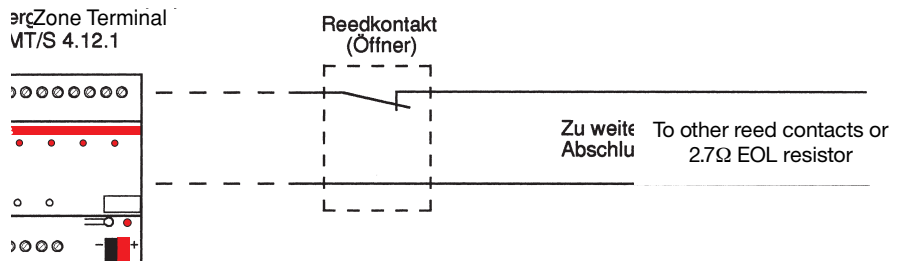 Zone Terminal
MT/S 4.12.1
Reedkontakt
(Öffner)
Zu weite
Abschlu
To other reed contacts or
2.7Ω EOL resistor
- +